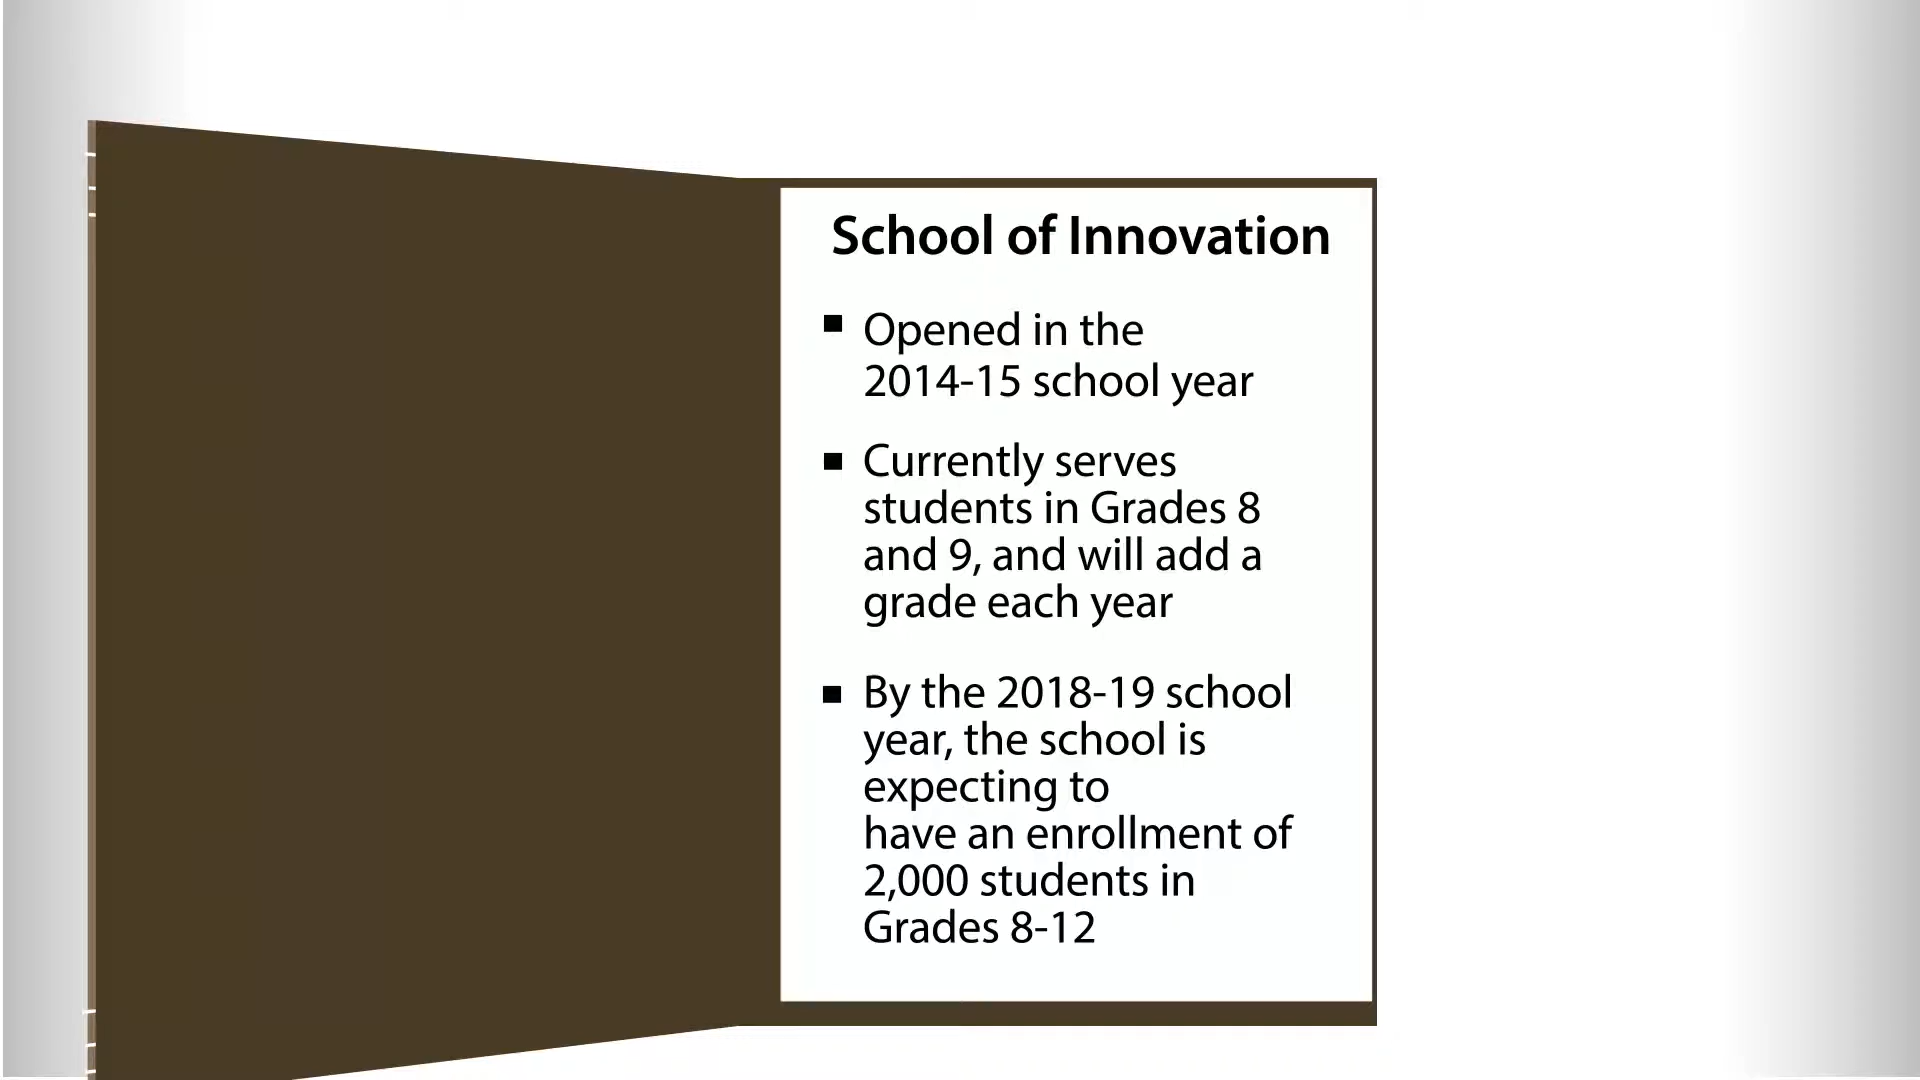 School of Innovation
▪ Opened in the
2014-15 school year
▪ Currently serves
students in Grades 8
and 9, and will add a
grade each year
▪ By the 2018-19 school
year, the school is
expecting to
have an enrollment of
2,000 students in
Grades 8-12